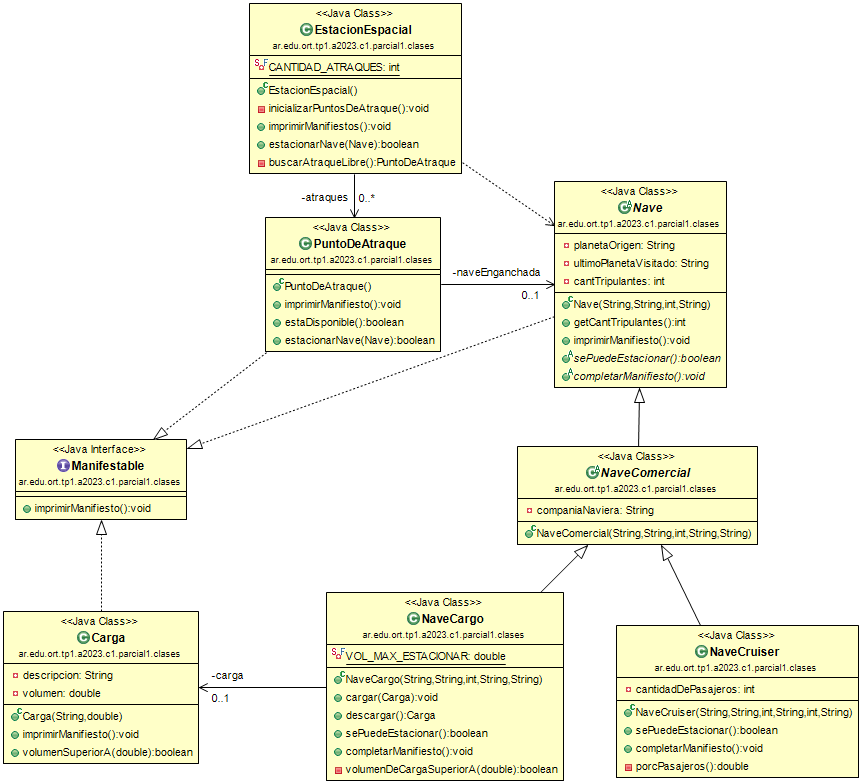 <<Java Class>>
EstacionEspacial
ar.edu.ort.tp1.a2023.c1.parcial1.clases
CANTIDAD_ATRAQUES: int
EstacionEspacial()
inicializarPuntosDeAtraque():void
imprimirManifiestos():void
estacionarNave(Nave):boolean
buscarAtraqueLibre():PuntoDeAtraque
-atraques
0..*
<<Java Class>>
Nave
ar.edu.ort.tp1.a2023.c1.parcial1.clases
planetaOrigen: String
ultimoPlanetaVisitado: String
cantTripulantes: int
Nave(String,String,int,String)
getCantTripulantes():int
imprimirManifiesto():void
sePuedeEstacionar():boolean
completarManifiesto():void
<<Java Class>>
PuntoDeAtraque
ar.edu.ort.tp1.a2023.c1.parcial1.clases
PuntoDeAtraque()
imprimirManifiesto():void
estaDisponible():boolean
estacionarNave(Nave):boolean
-naveEnganchada
0..1
<<Java Interface>>
Manifestable
ar.edu.ort.tp1.a2023.c1.parcial1.clases
imprimirManifiesto():void
<<Java Class>>
NaveComercial
ar.edu.ort.tp1.a2023.c1.parcial1.clases
companiaNaviera: String
NaveComercial(String,String,int,String,String)
<<Java Class>>
Carga
ar.edu.ort.tp1.a2023.c1.parcial1.clases
descripcion: String
volumen: double
Carga(String,double)
imprimirManifiesto():void
volumenSuperiorA(double):boolean
-carga
0..1
<<Java Class>>
NaveCargo
ar.edu.ort.tp1.a2023.c1.parcial1.clases
VOL_MAX_ESTACIONAR: double
NaveCargo(String,String,int,String,String)
cargar(Carga):void
descargar():Carga
sePuedeEstacionar():boolean
completarManifiesto():void
volumenDeCargaSuperiorA(double):boolean
<<Java Class>>
NaveCruiser
ar.edu.ort.tp1.a2023.c1.parcial1.clases
cantidadDePasajeros: int
NaveCruiser(String,String,int,String,int,String)
sePuedeEstacionar():boolean
completarManifiesto():void
porcPasajeros():double